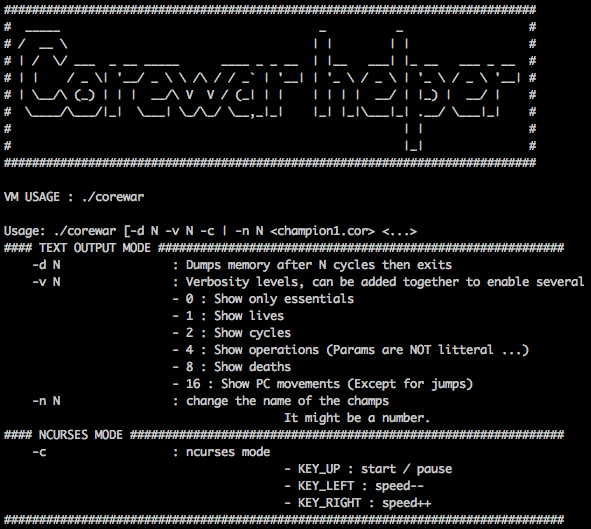 Corewar helper
VM USAGE : ./corewar
Usage: ./corewar [-d N -v N -c | -n N <champion1.cor> <...>
#### TEXT OUTPUT MODE ##########################################################
-d N : Dumps memory after N cycles then exits
-v N : Verbosity levels, can be added together to enable several
- 0 : Show only essentials
- 1 : Show lives
- 2 : Show cycles
- 4 : Show operations (Params are NOT litteral ...)
- 8 : Show deaths
- 16 : Show PC movements (Except for jumps)
-n N : change the name of the champs
It might be a number.
#### NCURSES MODE ##############################################################
-c : ncurses mode
- KEY_UP : start / pause
- KEY_LEFT : speed--
- KEY_RIGHT : speed++
################################################################################